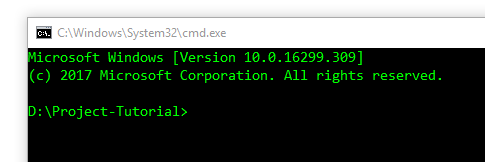 C:\Windows\System32\cmd.exe
Microsoft Windows [Version 10.0.16299.309]
(c) 2017 Microsoft Corporation. All rights reserved.
D:\Project-Tutorial>